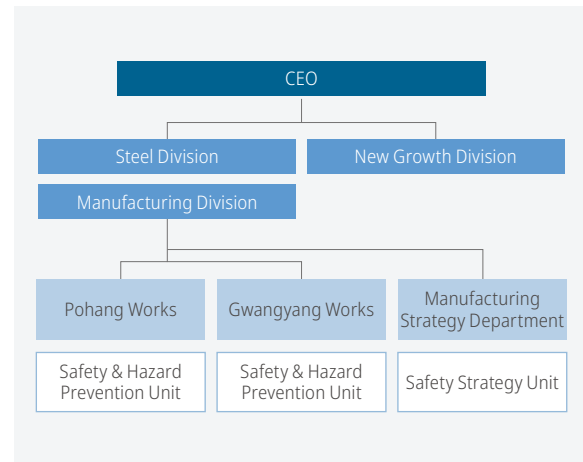 CEO
Steel Division
New Growth Division
Manufacturing Division
Pohang Works
Gwangyang Works
Manufacturing
Strategy Department
Safety & Hazard
Prevention Unit
Safety & Hazard
Prevention Unit
Safety Strategy Unit